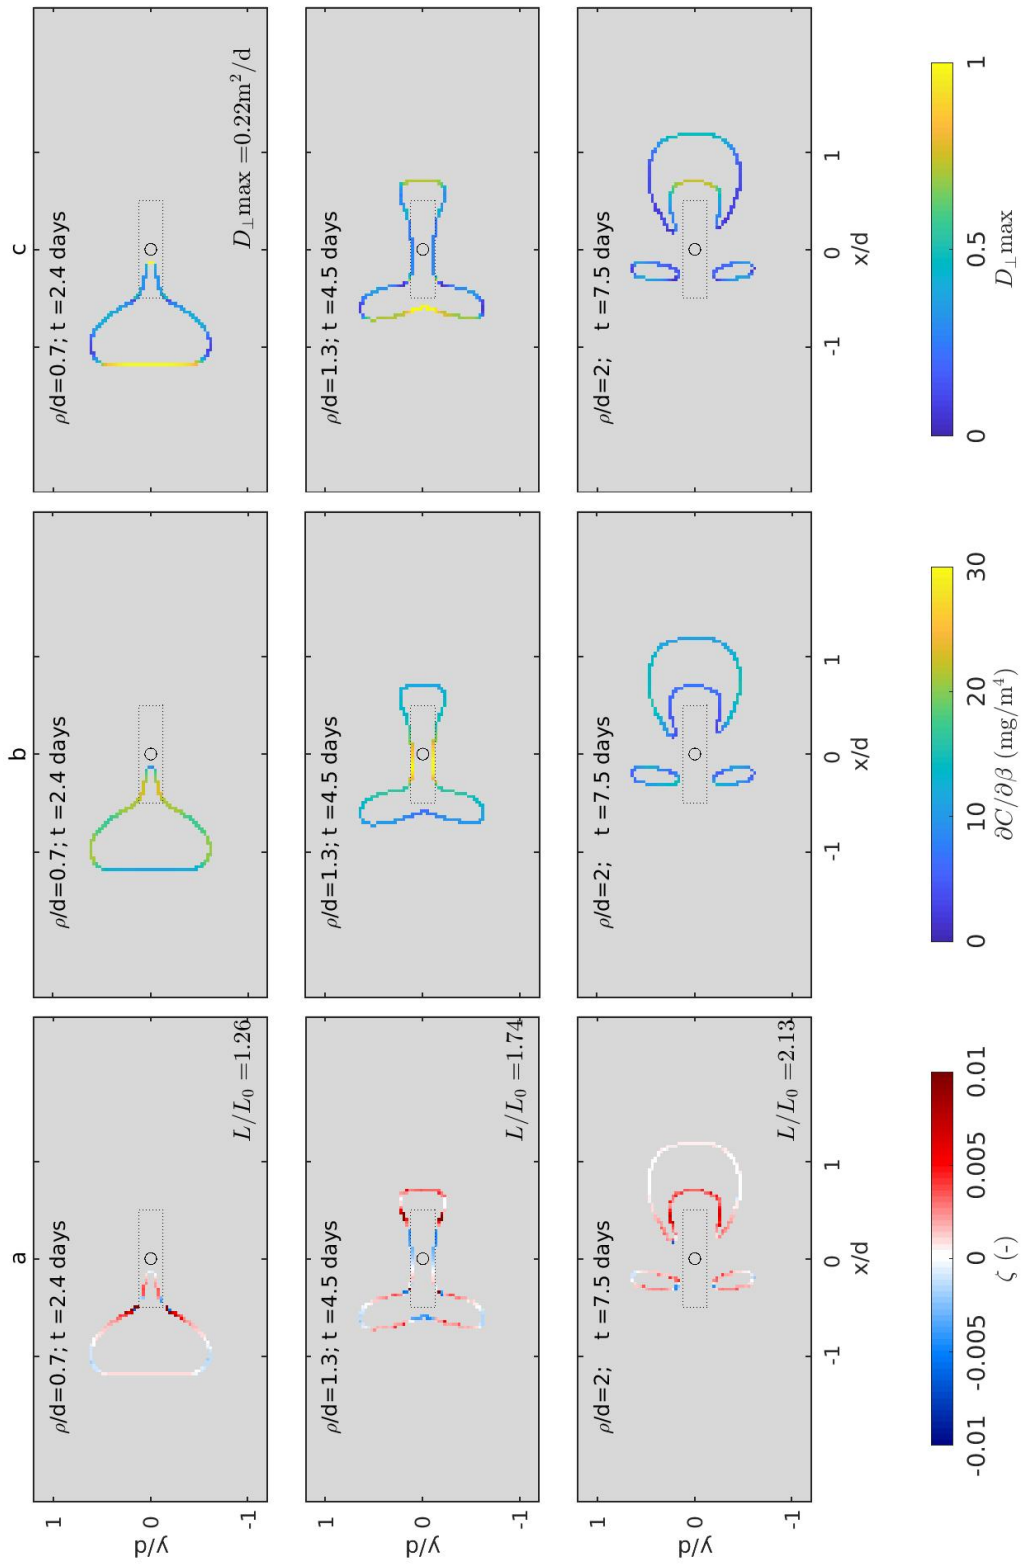 a
b
c
ρ/d=0.7; t =2.4 days
L/L₀ =1.26
ρ/d=0.7; t =2.4 days
ρ/d=0.7; t =2.4 days
D⊥max =0.22m²/d
1
0
-1
y/d
ρ/d=1.3; t =4.5 days
L/L₀ =1.74
ρ/d=1.3; t =4.5 days
ρ/d=1.3; t =4.5 days
1
0
-1
y/d
ρ/d=2; t =7.5 days
L/L₀ =2.13
ρ/d=2; t =7.5 days
ρ/d=2; t =7.5 days
1
0
-1
y/d
-1 0 1
x/d
-1 0 1
x/d
-1 0 1
x/d
-0.01 -0.005 0 0.005 0.01
ζ (-)
0 10 20 30
∂C/∂β (mg/m⁴)
0 0.5 1
D⊥max